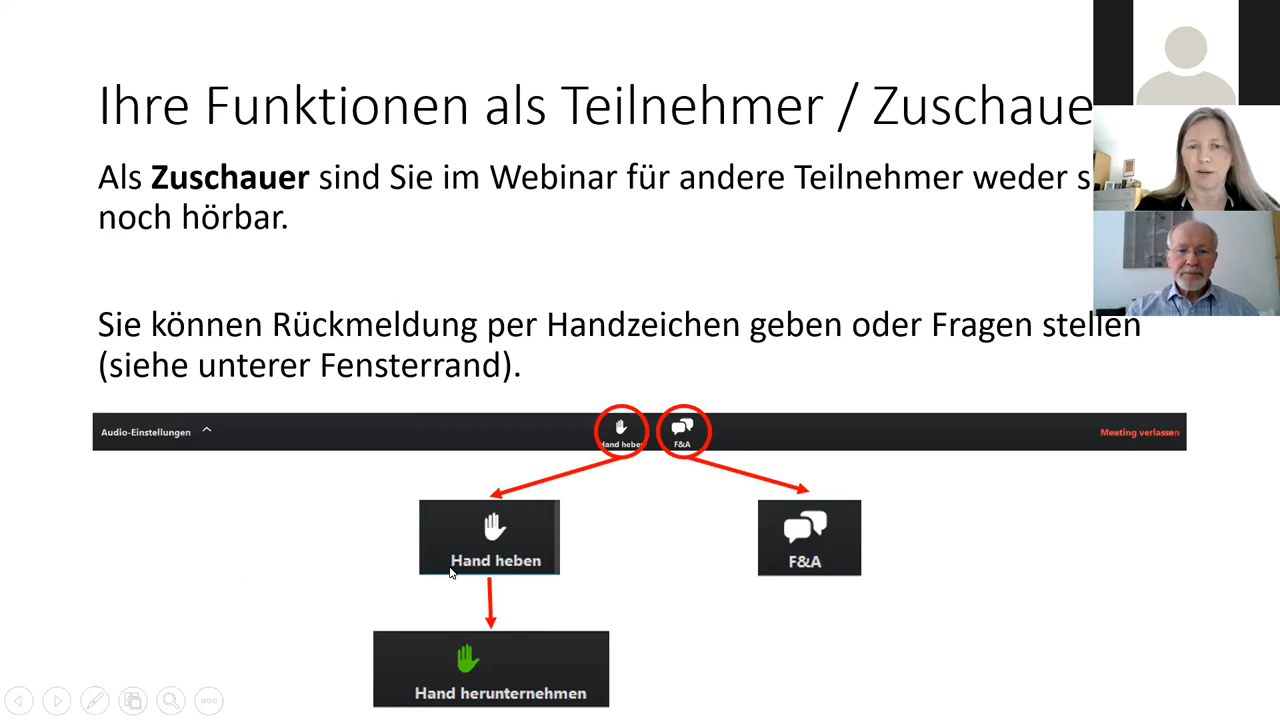 Ihre Funktionen als Teilnehmer / Zuschaue
Als Zuschauer sind Sie im Webinar für andere Teilnehmer weder s
noch hörbar.
Sie können Rückmeldung per Handzeichen geben oder Fragen stellen
(siehe unterer Fensterrand).
Audio-Einstellungen Hand heben F&A Meeting verlassen
Hand heben F&A
Hand herunternehmen